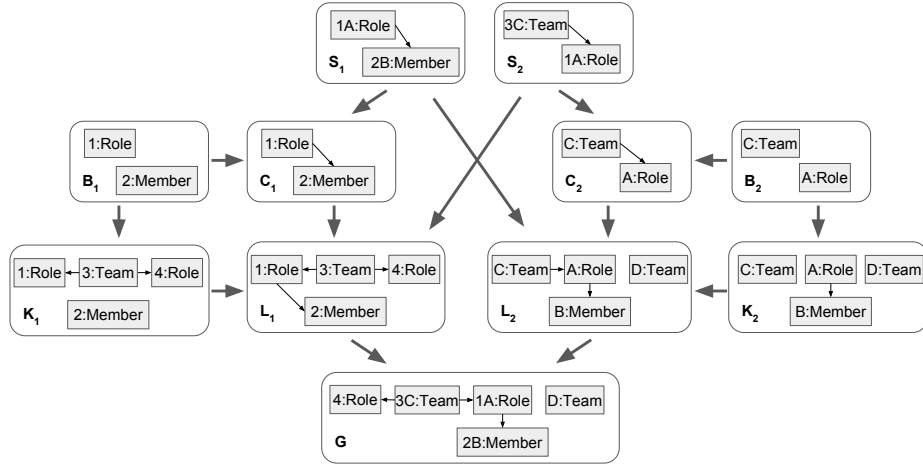 1A:Role
2B:Member
S1
3C:Team
1A:Role
S2
1:Role
2:Member
B1
1:Role
2:Member
C1
C:Team
A:Role
C2
C:Team
A:Role
B2
1:Role 3:Team 4:Role
2:Member
K1
1:Role 3:Team 4:Role
2:Member
L1
C:Team A:Role D:Team
B:Member
L2
C:Team A:Role D:Team
B:Member
K2
4:Role 3C:Team 1A:Role D:Team
2B:Member
G